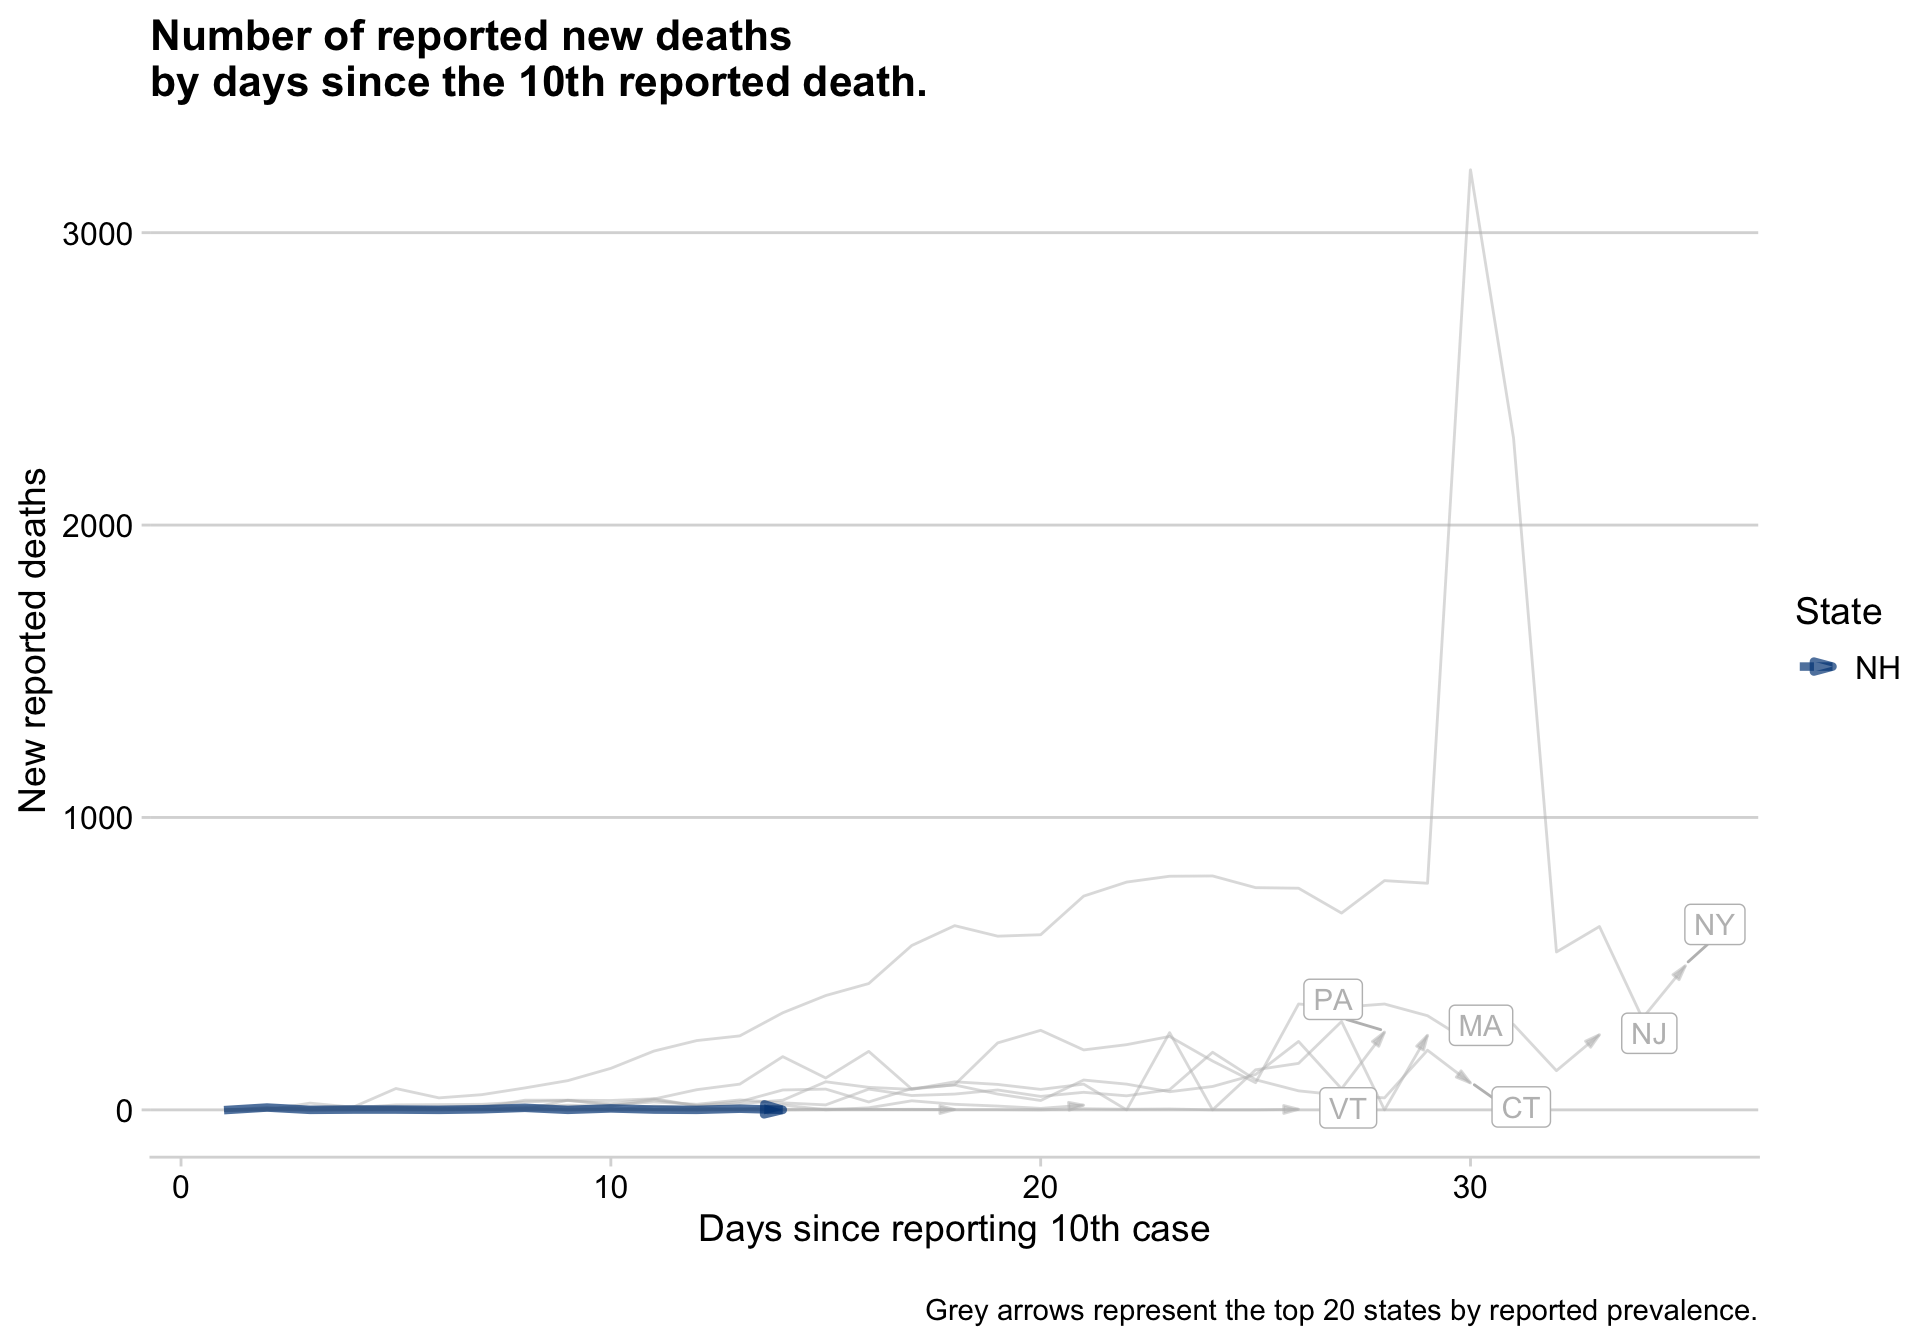 Number of reported new deaths
by days since the 10th reported death.
New reported deaths
3000
2000
1000
0
0
10
20
30
Days since reporting 10th case
NY
PA
MA
NJ
VT
CT
State
NH
Grey arrows represent the top 20 states by reported prevalence.